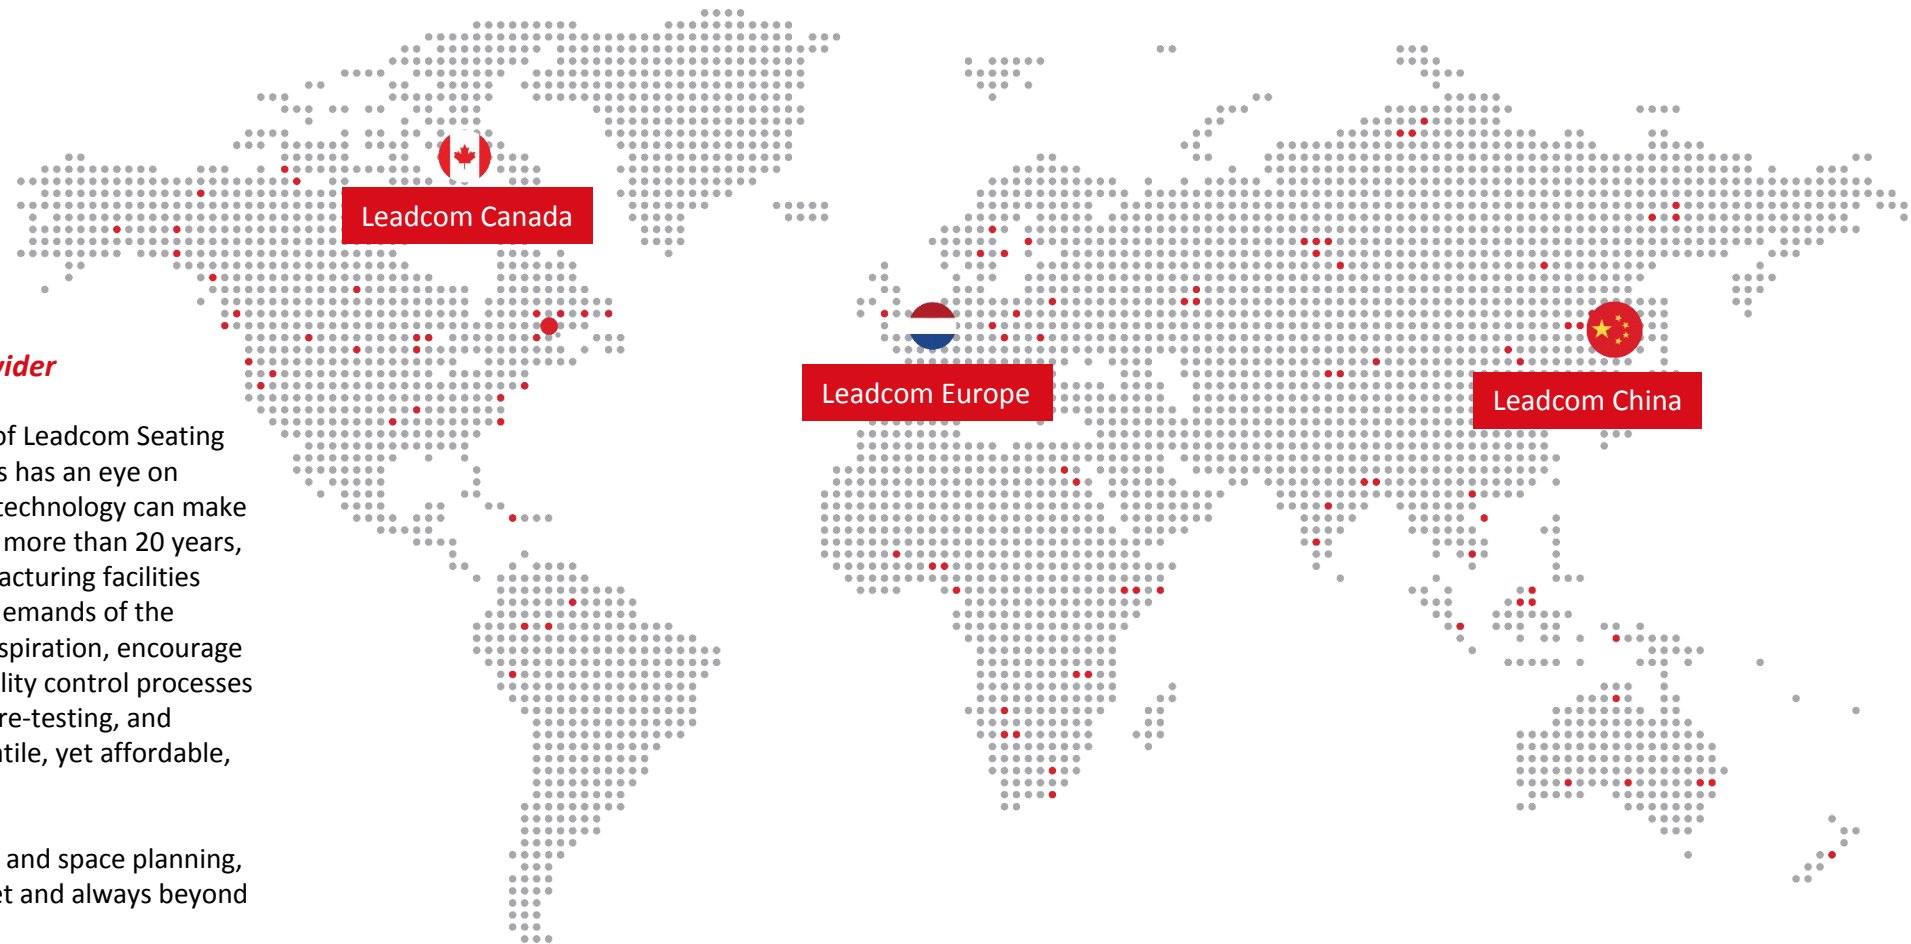 Leadcom Canada
Leadcom Europe
Leadcom China
vider
of Leadcom Seating
s has an eye on
technology can make
more than 20 years,
acturing facilities
emands of the
spiration, encourage
lity control processes
re-testing, and
atile, yet affordable,
and space planning,
et and always beyond